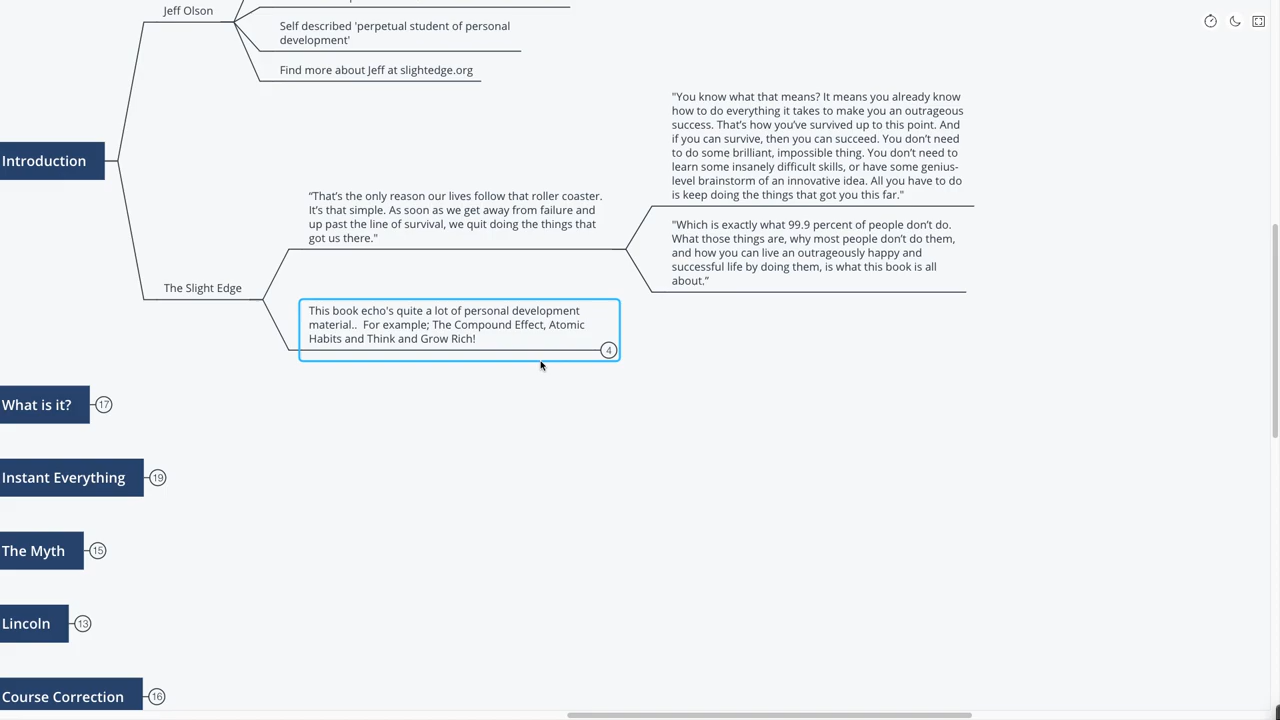 Jeff Olson
Self described 'perpetual student of personal
development'
Find more about Jeff at slightedge.org
Introduction
"You know what that means? It means you already know
how to do everything it takes to make you an outrageous
success. That's how you've survived up to this point. And
if you can survive, then you can succeed. You don't need
to do some brilliant, impossible thing. You don't need to
learn some insanely difficult skills, or have some genius-
level brainstorm of an innovative idea. All you have to do
is keep doing the things that got you this far."
“That’s the only reason our lives follow that roller coaster.
It’s that simple. As soon as we get away from failure and
up past the line of survival, we quit doing the things that
got us there."
"Which is exactly what 99.9 percent of people don’t do.
What those things are, why most people don’t do them,
and how you can live an outrageously happy and
successful life by doing them, is what this book is all
about.”
The Slight Edge
This book echo's quite a lot of personal development
material..  For example; The Compound Effect, Atomic
Habits and Think and Grow Rich!
4
What is it?
17
Instant Everything
19
The Myth
15
Lincoln
13
Course Correction
16